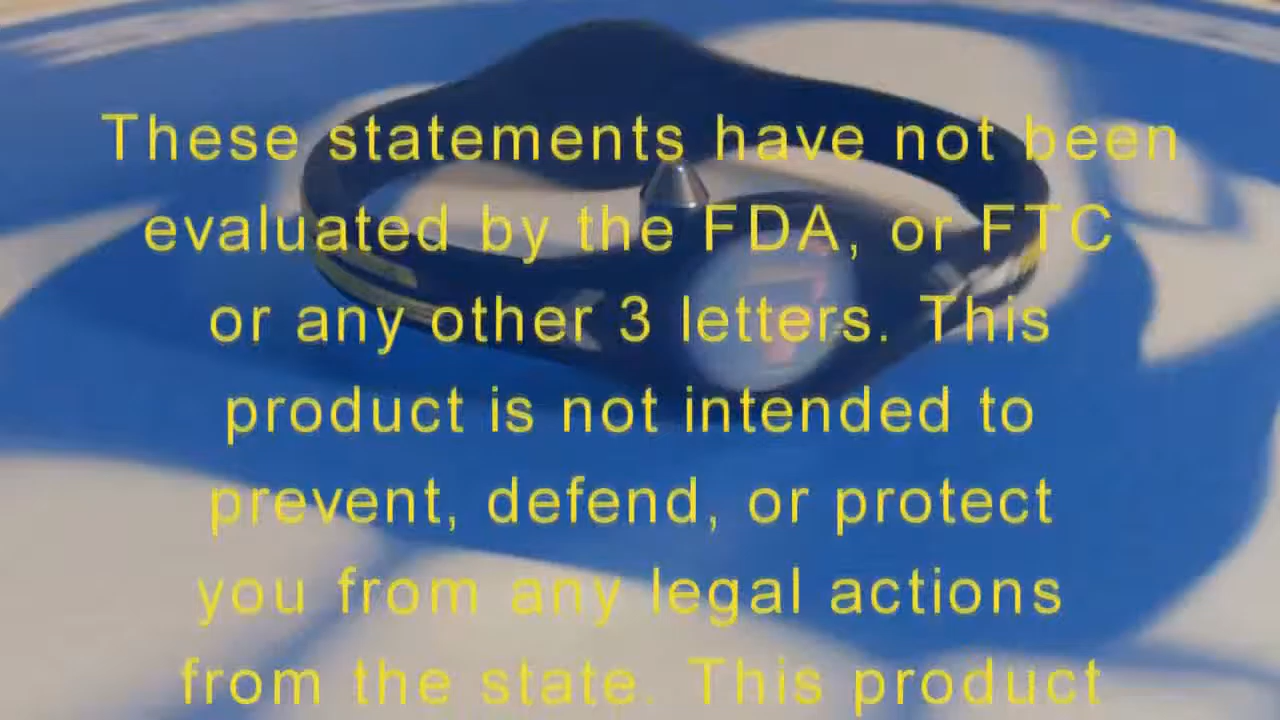 These statements have not been
evaluated by the FDA, or FTC
or any other 3 letters. This
product is not intended to
prevent, defend, or protect
you from any legal actions
from the state. This product